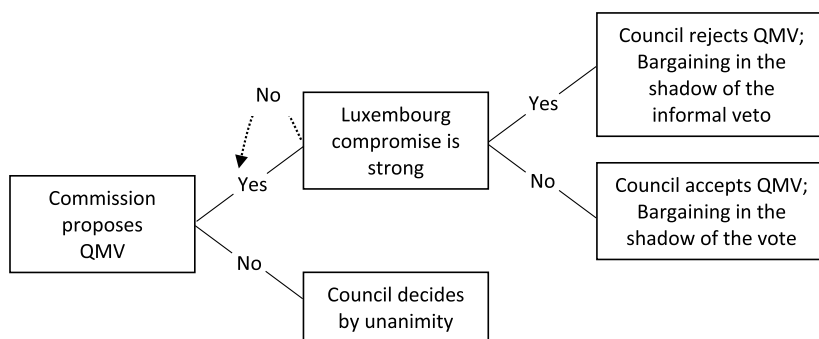 Commission
proposes
QMV
No
Yes
No
Luxembourg
compromise is
strong
Council decides
by unanimity
Yes
No
Council rejects QMV;
Bargaining in the
shadow of the
informal veto
Council accepts QMV;
Bargaining in the
shadow of the vote